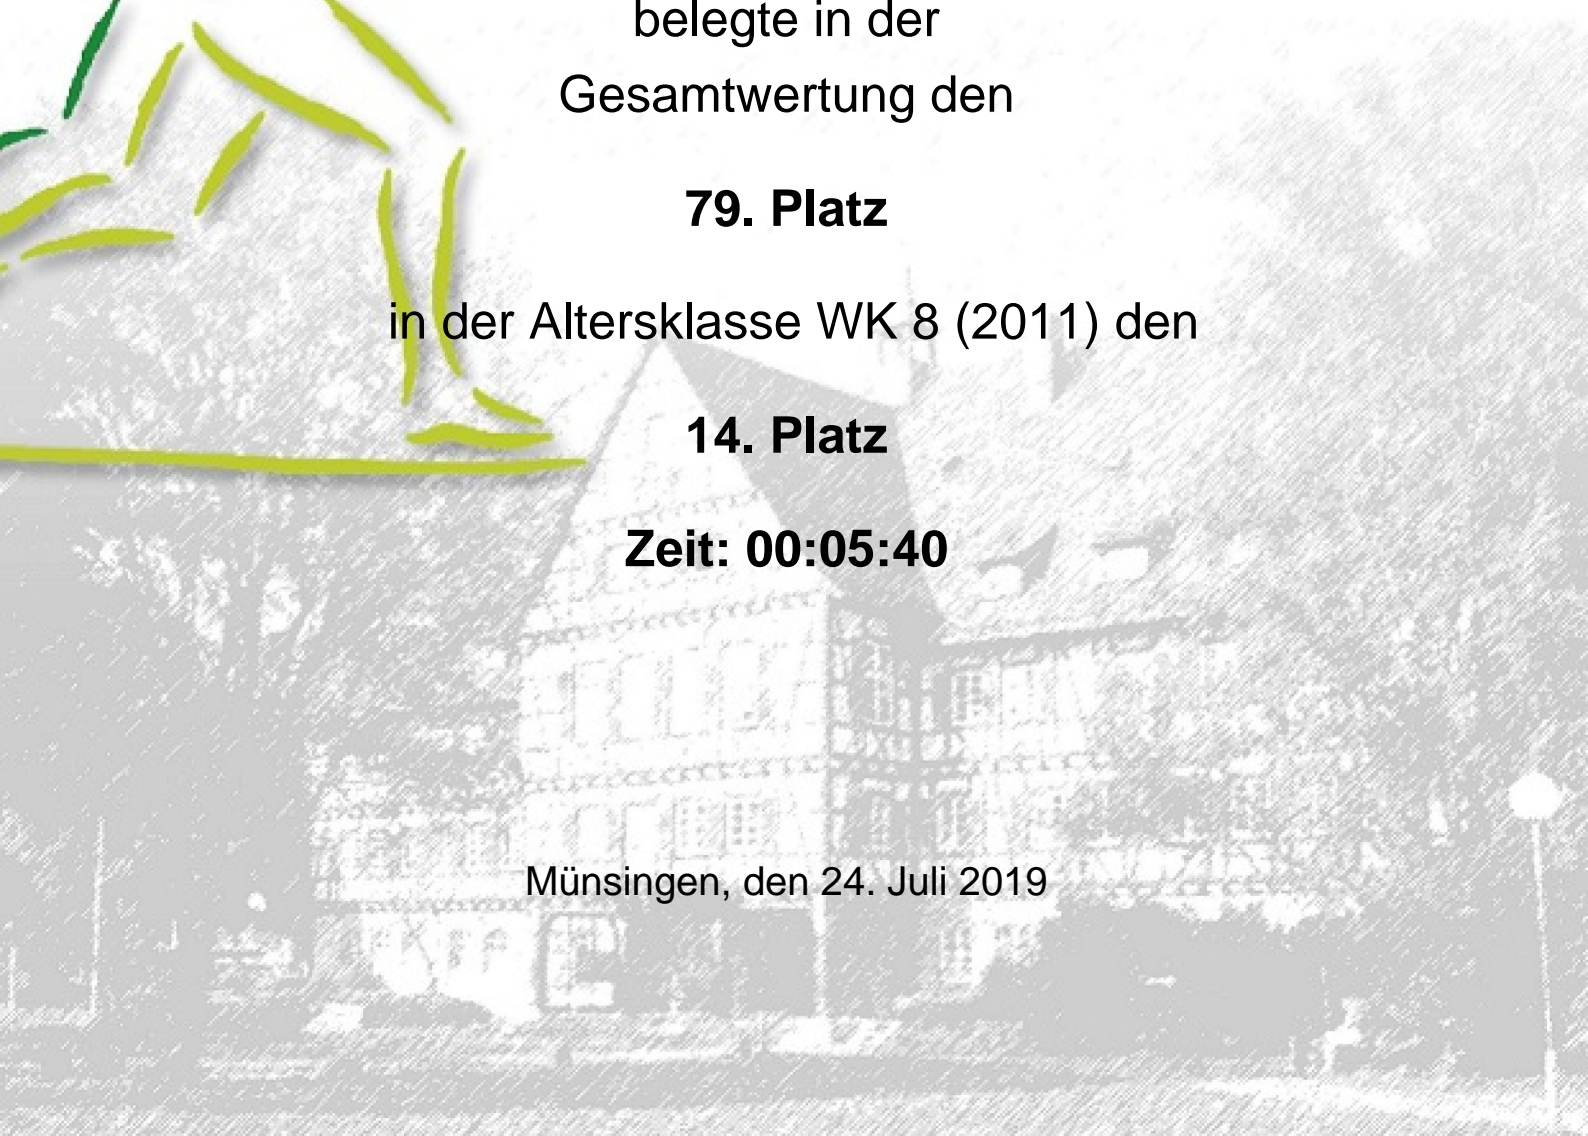 belegte in der
Gesamtwertung den
79. Platz
in der Altersklasse WK 8 (2011) den
14. Platz
Zeit: 00:05:40
Münsingen, den 24. Juli 2019